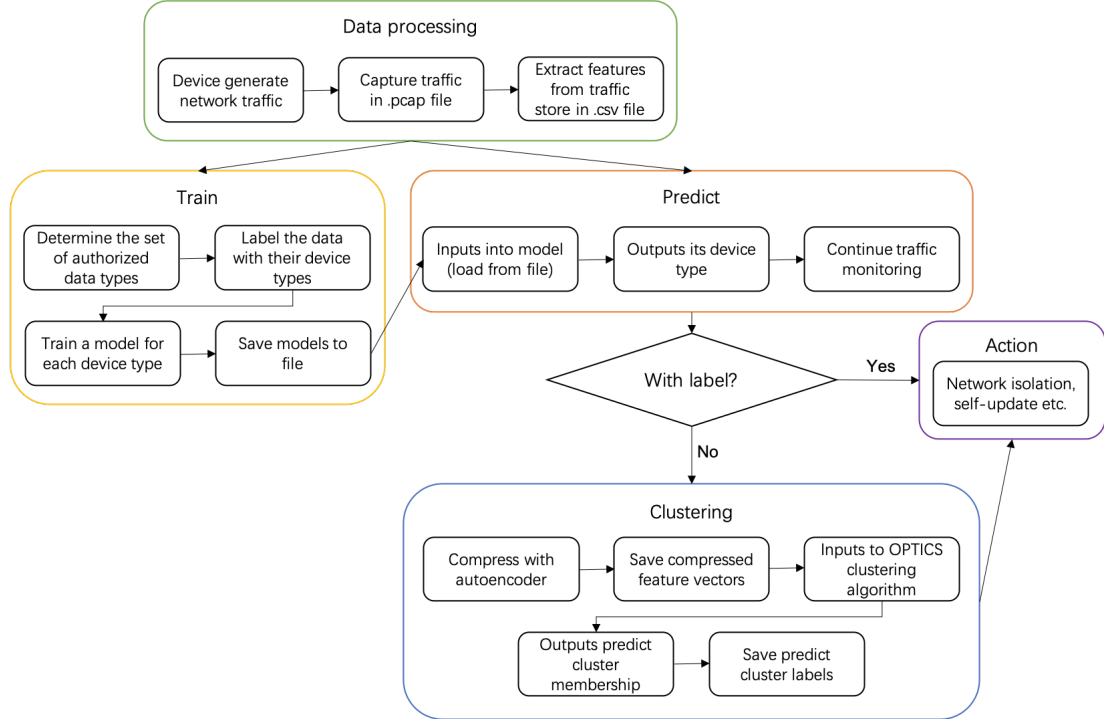 Data processing
Device generate
network traffic
Capture traffic
in .pcap file
Extract features
from traffic
store in .csv file
Train
Determine the set
of authorized
data types
Label the data
with their device
types
Train a model for
each device type
Save models to
file
Predict
Inputs into model
(load from file)
Outputs its device
type
Continue traffic
monitoring
With label?
Yes
No
Action
Network isolation,
self-update etc.
Clustering
Compress with
autoencoder
Save compressed
feature vectors
Inputs to OPTICS
clustering
algorithm
Outputs predict
cluster
membership
Save predict
cluster labels